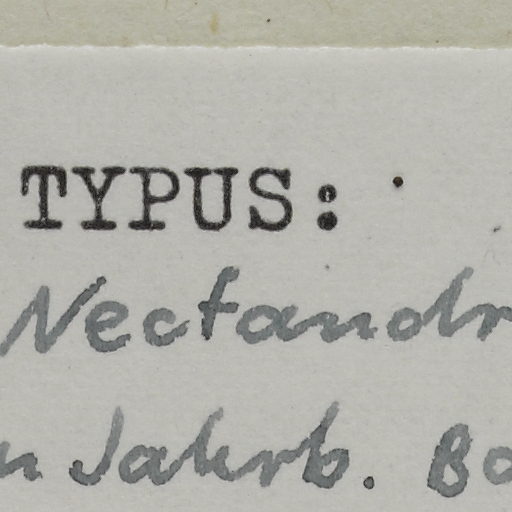 TYPUS:
Nectandr
n Jahrb. Bo